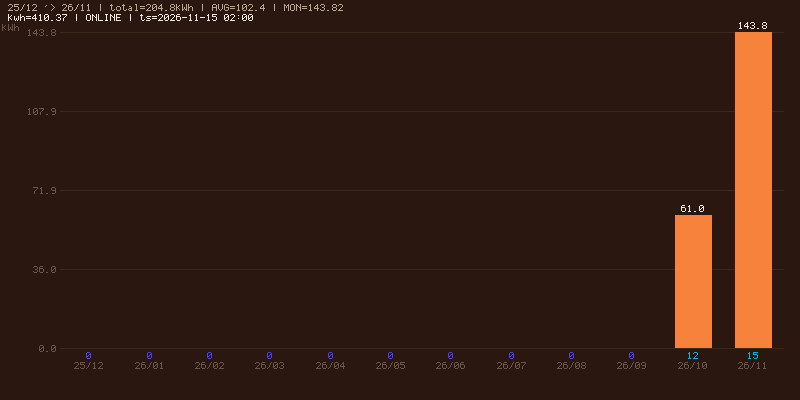 25/12 -> 26/11 | total=204.8KWh | AVG=102.4 | MON=143.82
Kwh=410.37 | ONLINE | ts=2026-11-15 02:00
KWh
143.8
107.9
71.9
36.0
0.0
143.8
61.0
0 0 0 0 0 0 0 0 0 0 12 15
25/12 26/01 26/02 26/03 26/04 26/05 26/06 26/07 26/08 26/09 26/10 26/11